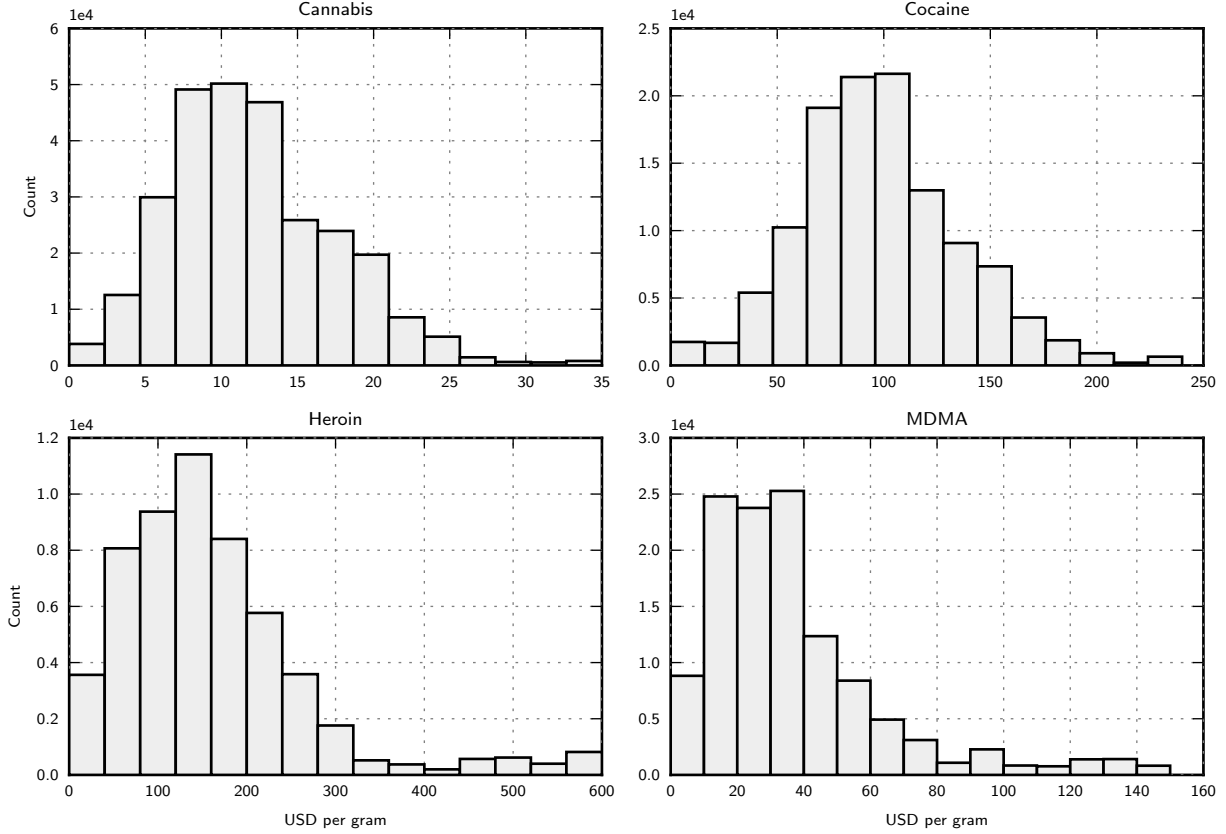 Cannabis
1e4
6
5
4
3
2
1
0
Count
0 5 10 15 20 25 30 35
Cocaine
1e4
2.5
2.0
1.5
1.0
0.5
0.0
0 50 100 150 200 250
Heroin
1e4
1.2
1.0
0.8
0.6
0.4
0.2
0.0
Count
0 100 200 300 400 500 600
USD per gram
MDMA
1e4
3.0
2.5
2.0
1.5
1.0
0.5
0.0
0 20 40 60 80 100 120 140 160
USD per gram